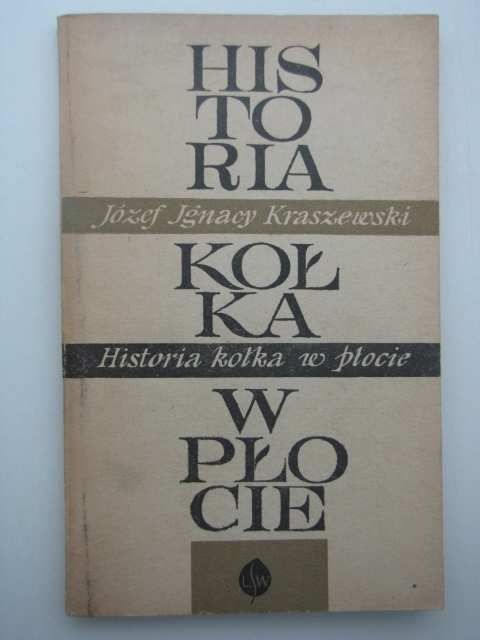 HIS
TO
RIA
Józef Ignacy Kraszewski
KOŁ
KA
Historia kołka w płocie
W
PŁO
CIE
LSW